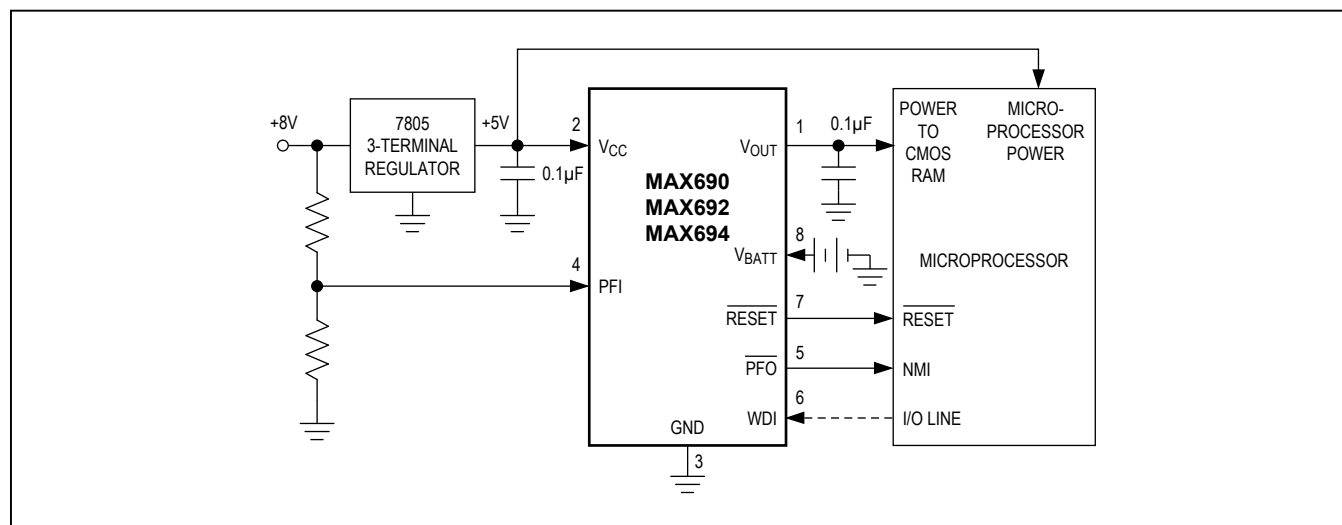 +8V
7805
3-TERMINAL
REGULATOR
+5V
0.1µF
2
VCC
4
PFI
MAX690
MAX692
MAX694
GND
3
1
VOUT
0.1µF
8
VBATT
7
RESET
5
PFO
6
WDI
POWER
TO
CMOS
RAM
MICRO-
PROCESSOR
POWER
MICROPROCESSOR
RESET
NMI
I/O LINE